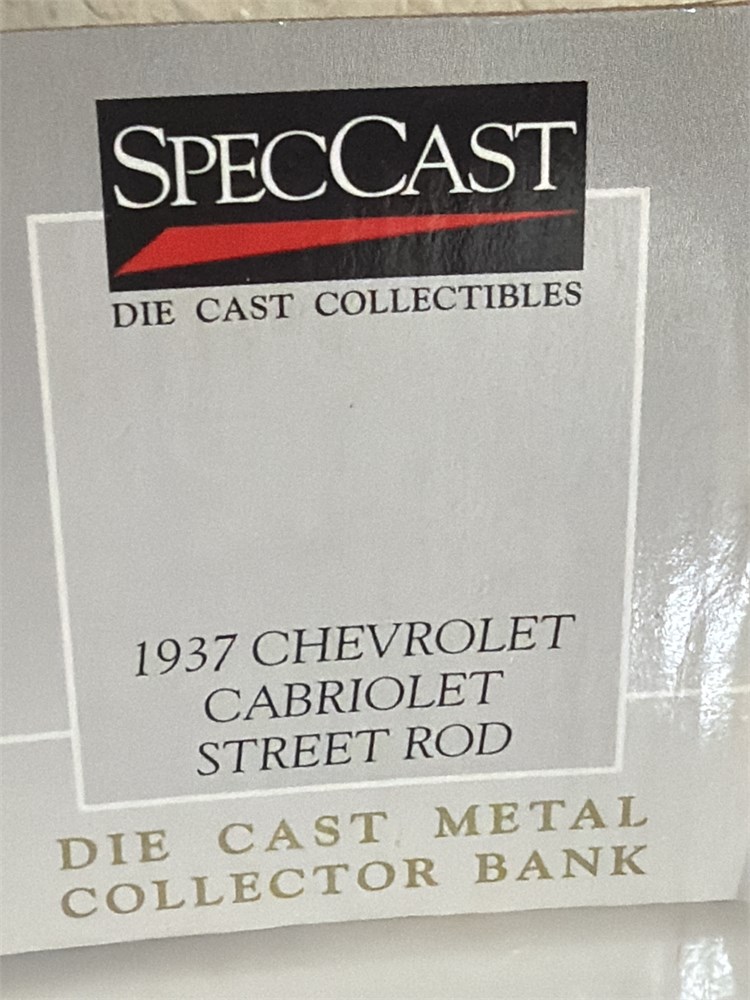 SPECCAST
DIE CAST COLLECTIBLES
1937 CHEVROLET
CABRIOLET
STREET ROD
DIE CAST METAL
COLLECTOR BANK